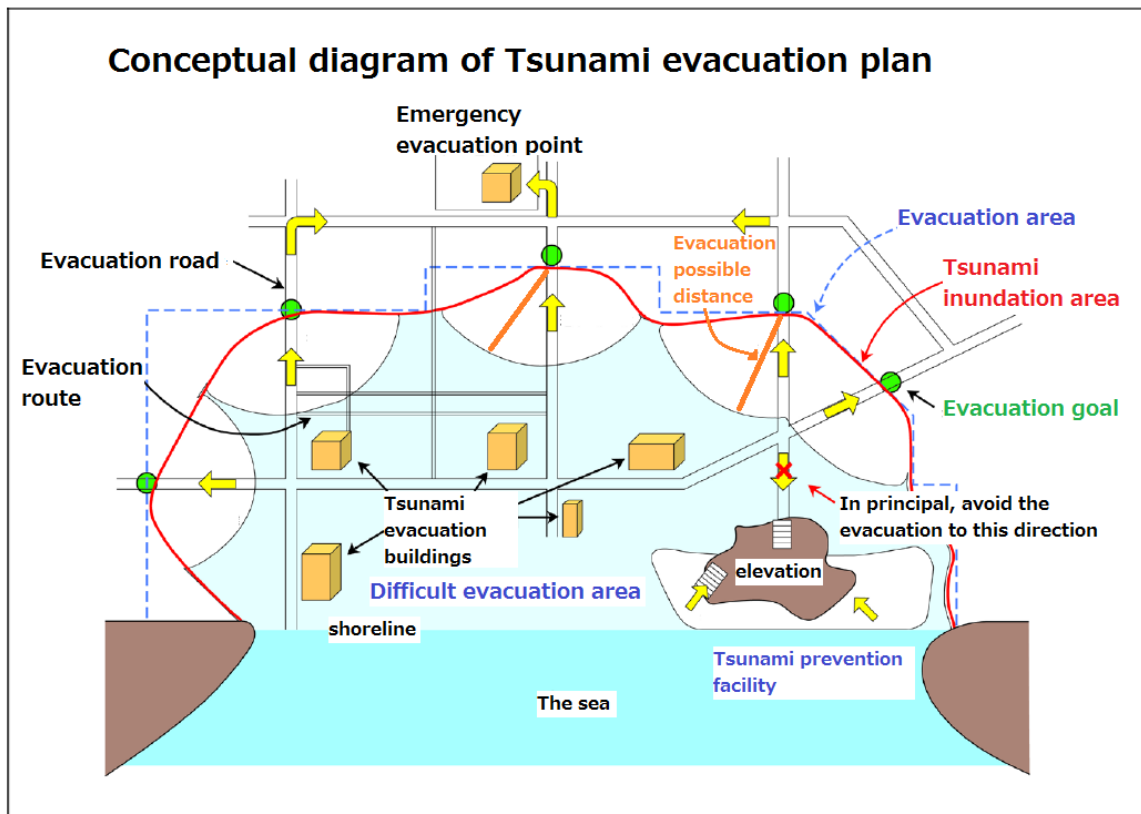 Conceptual diagram of Tsunami evacuation plan
Emergency
evacuation point
Evacuation area
Evacuation
possible
distance
Evacuation road
Tsunami
inundation area
Evacuation
route
Evacuation goal
Tsunami
evacuation
buildings
In principal, avoid the
evacuation to this direction
elevation
Difficult evacuation area
shoreline
Tsunami prevention
facility
The sea